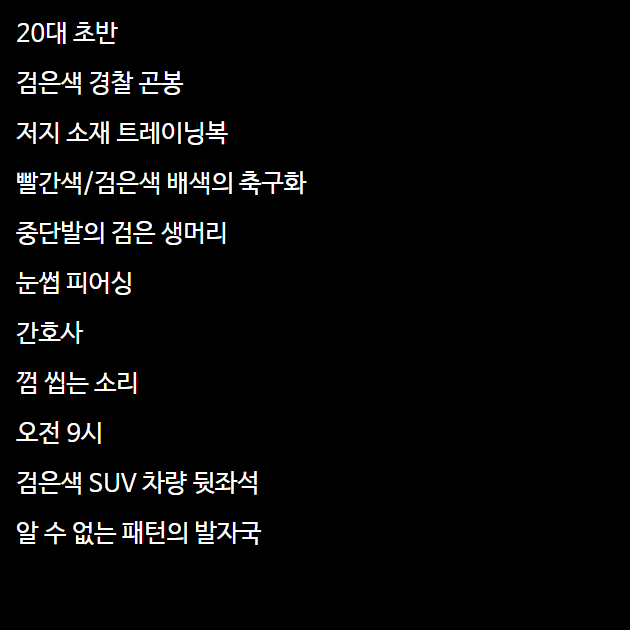 20대 초반
검은색 경찰 곤봉
저지 소재 트레이닝복
빨간색/검은색 배색의 축구화
중단발의 검은 생머리
눈썹 피어싱
간호사
껌 씹는 소리
오전 9시
검은색 SUV 차량 뒷좌석
알 수 없는 패턴의 발자국